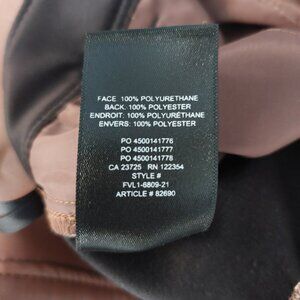 FACE: 100% POLYURETHANE
BACK: 100% POLYESTER
ENDROIT: 100% POLYURÉTHANE
ENVERS: 100% POLYESTER
PO 4500141776
PO 4500141777
PO 4500141778
CA 23725 RN 122354
STYLE #
FVL1-6809-21
ARTICLE # 82690